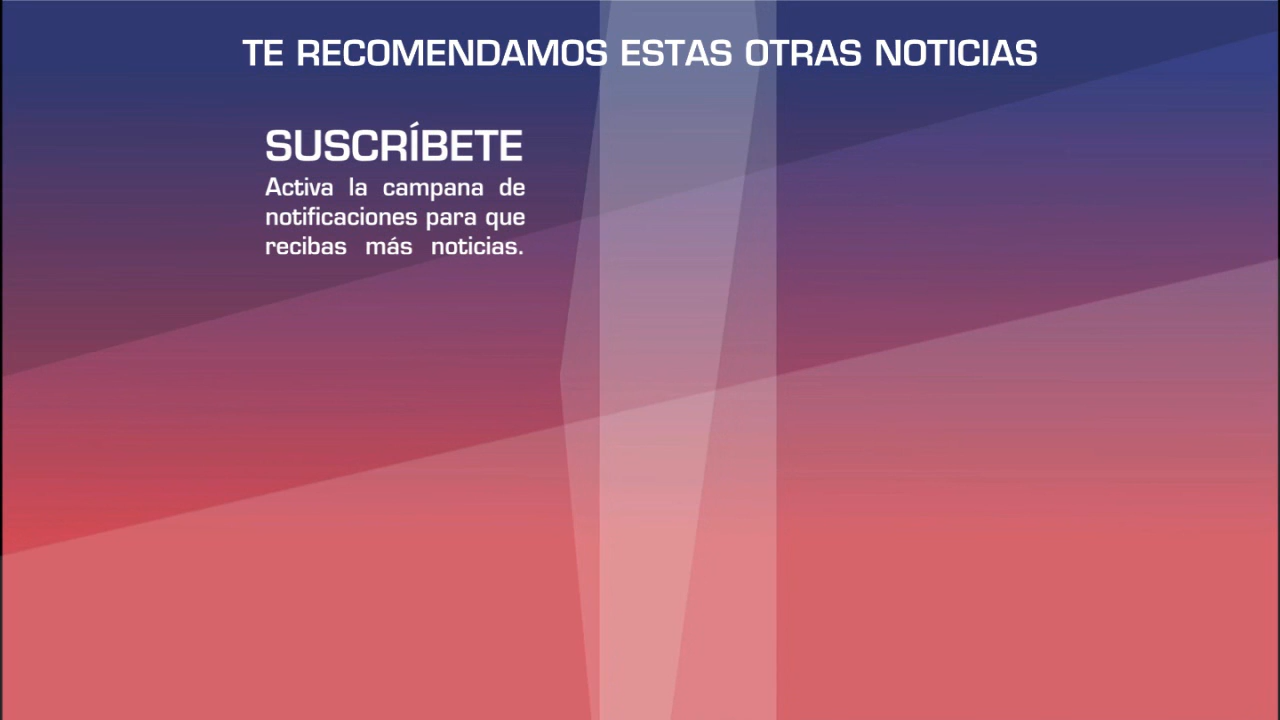 TE RECOMENDAMOS ESTAS OTRAS NOTICIAS
SUSCRÍBETE
Activa la campana de
notificaciones para que
recibas más noticias.